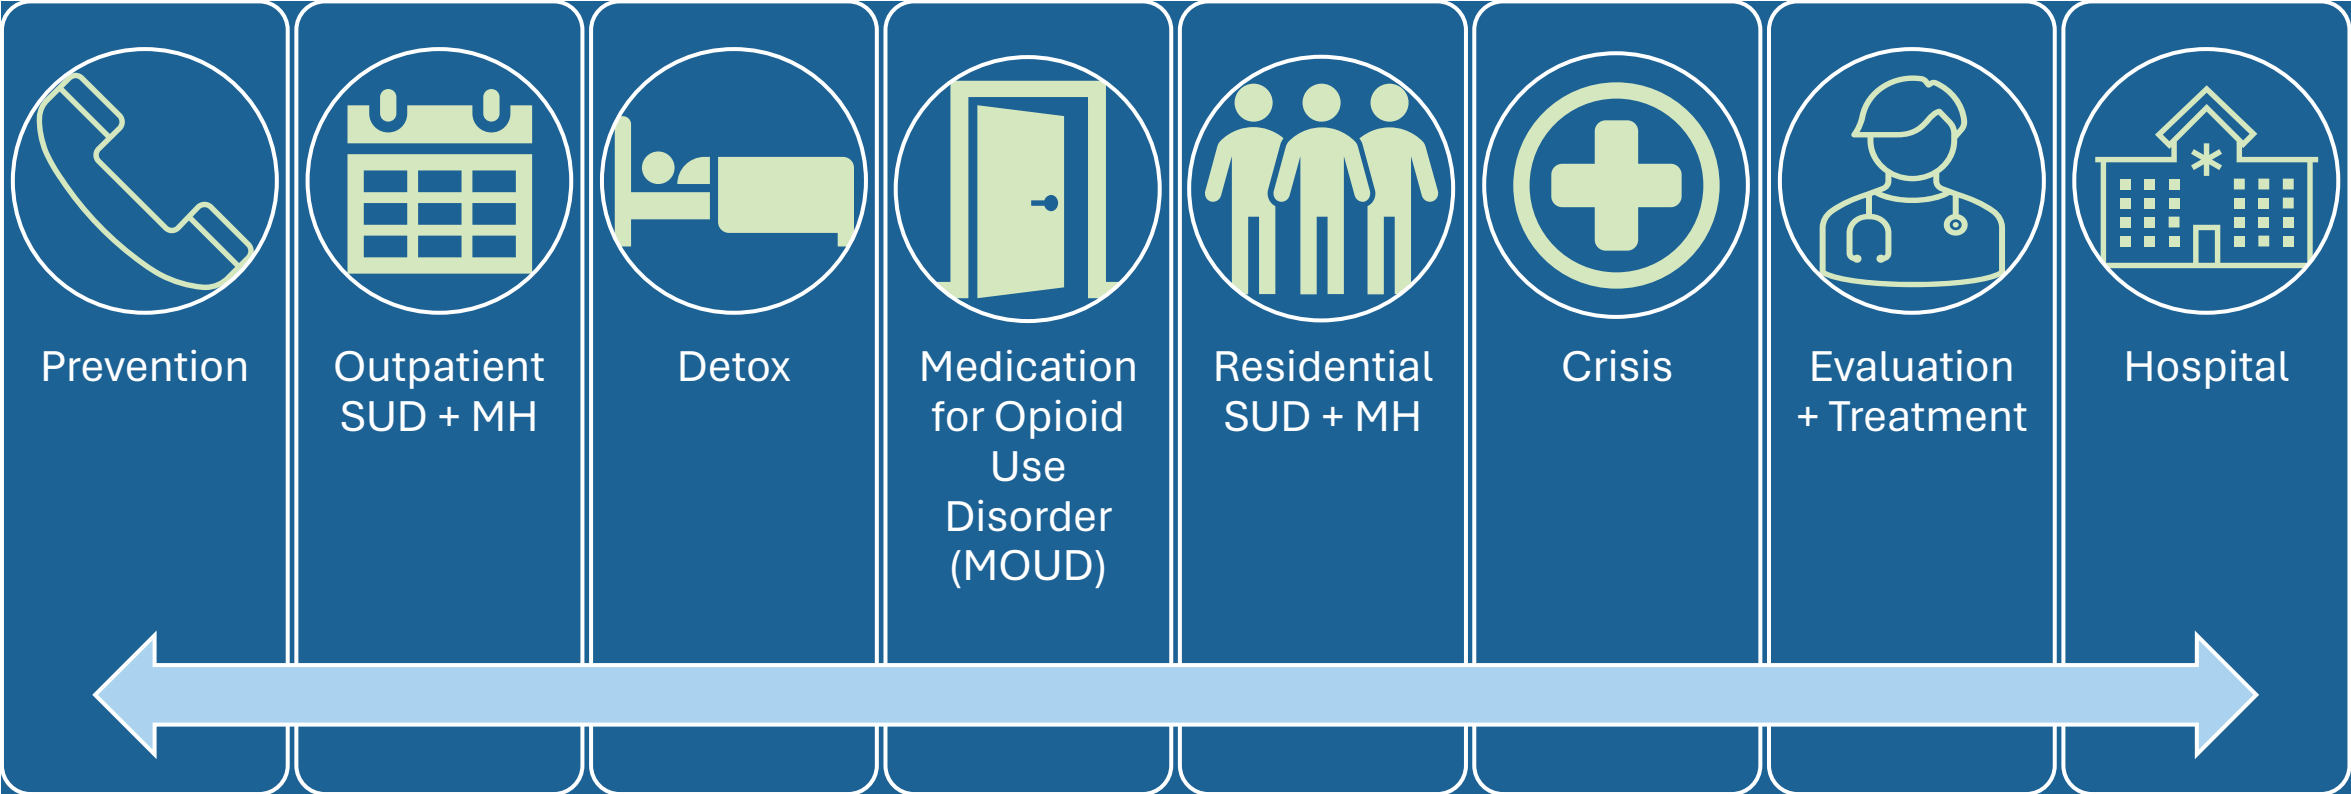 Prevention
Outpatient
SUD + MH
Detox
Medication
for Opioid
Use
Disorder
(MOUD)
Residential
SUD + MH
Crisis
Evaluation
+ Treatment
Hospital